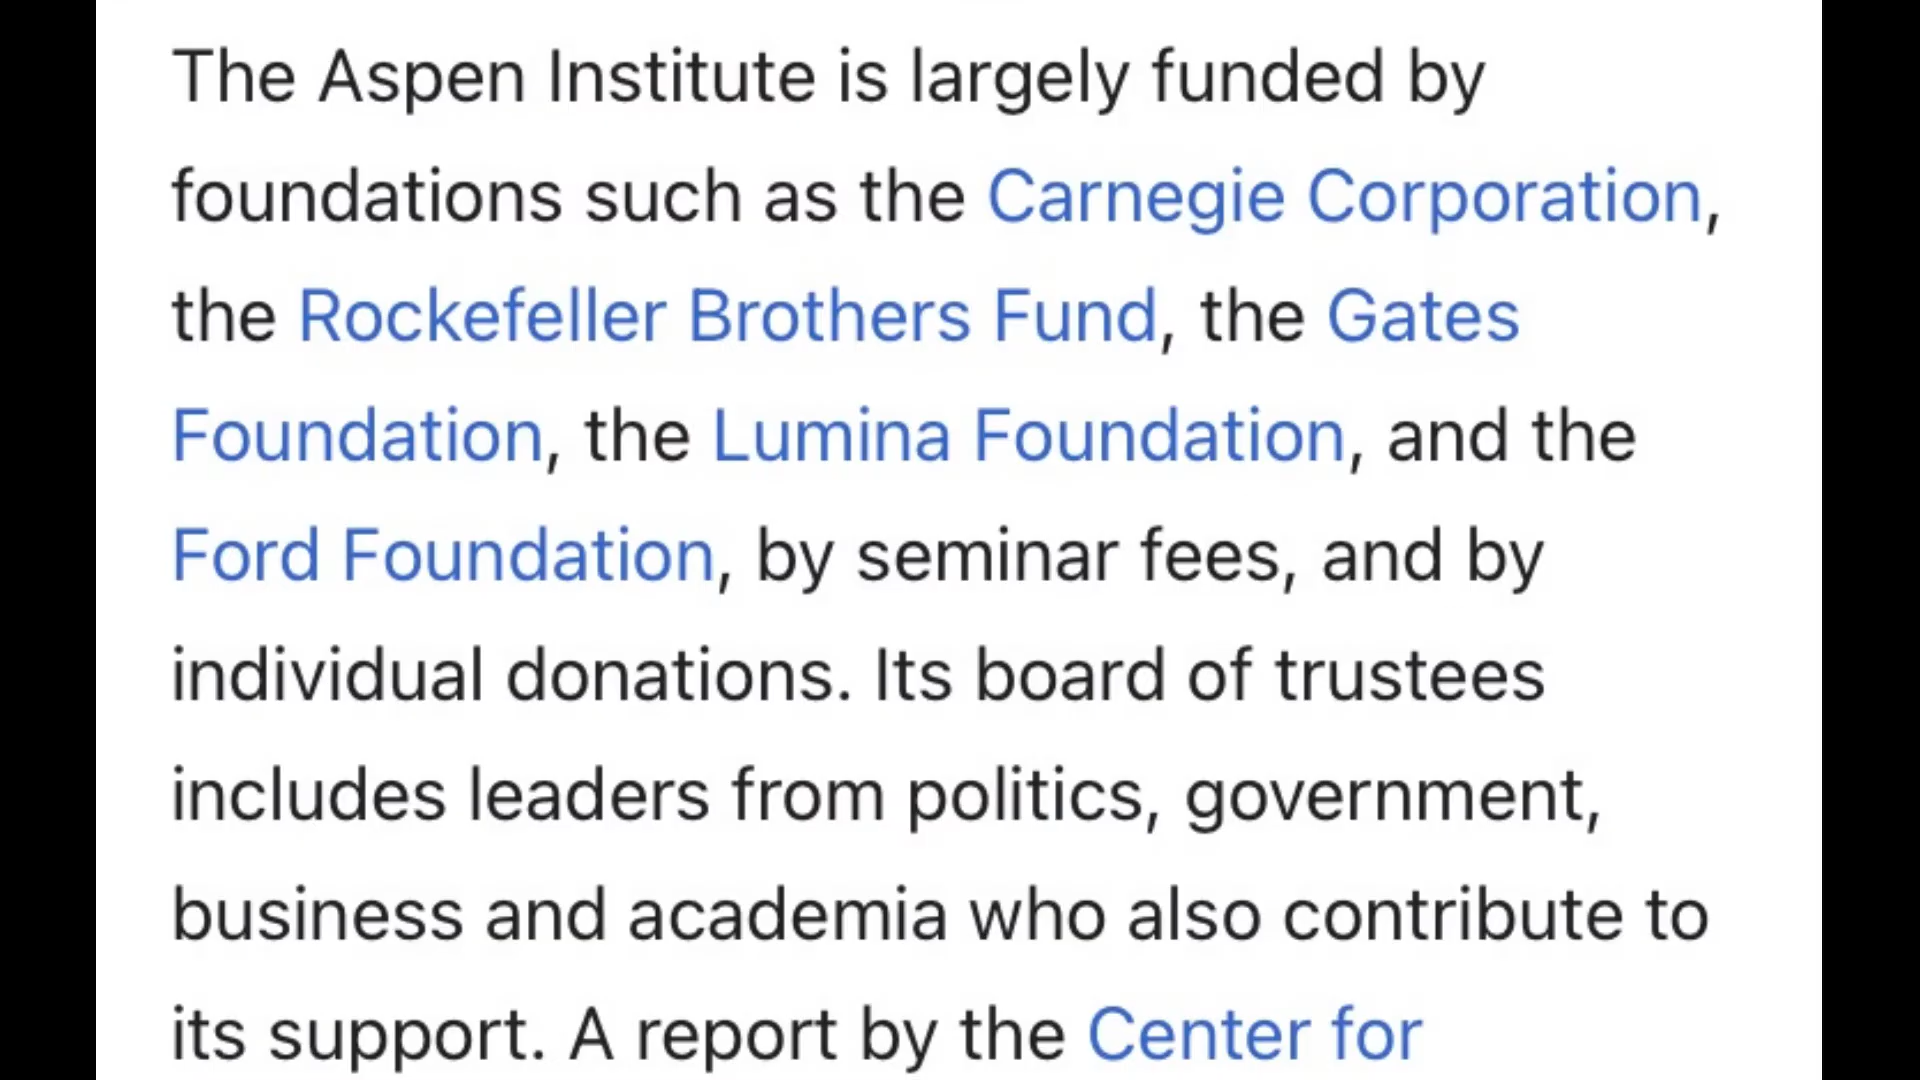 The Aspen Institute is largely funded by
foundations such as the Carnegie Corporation,
the Rockefeller Brothers Fund, the Gates
Foundation, the Lumina Foundation, and the
Ford Foundation, by seminar fees, and by
individual donations. Its board of trustees
includes leaders from politics, government,
business and academia who also contribute to
its support. A report by the Center for